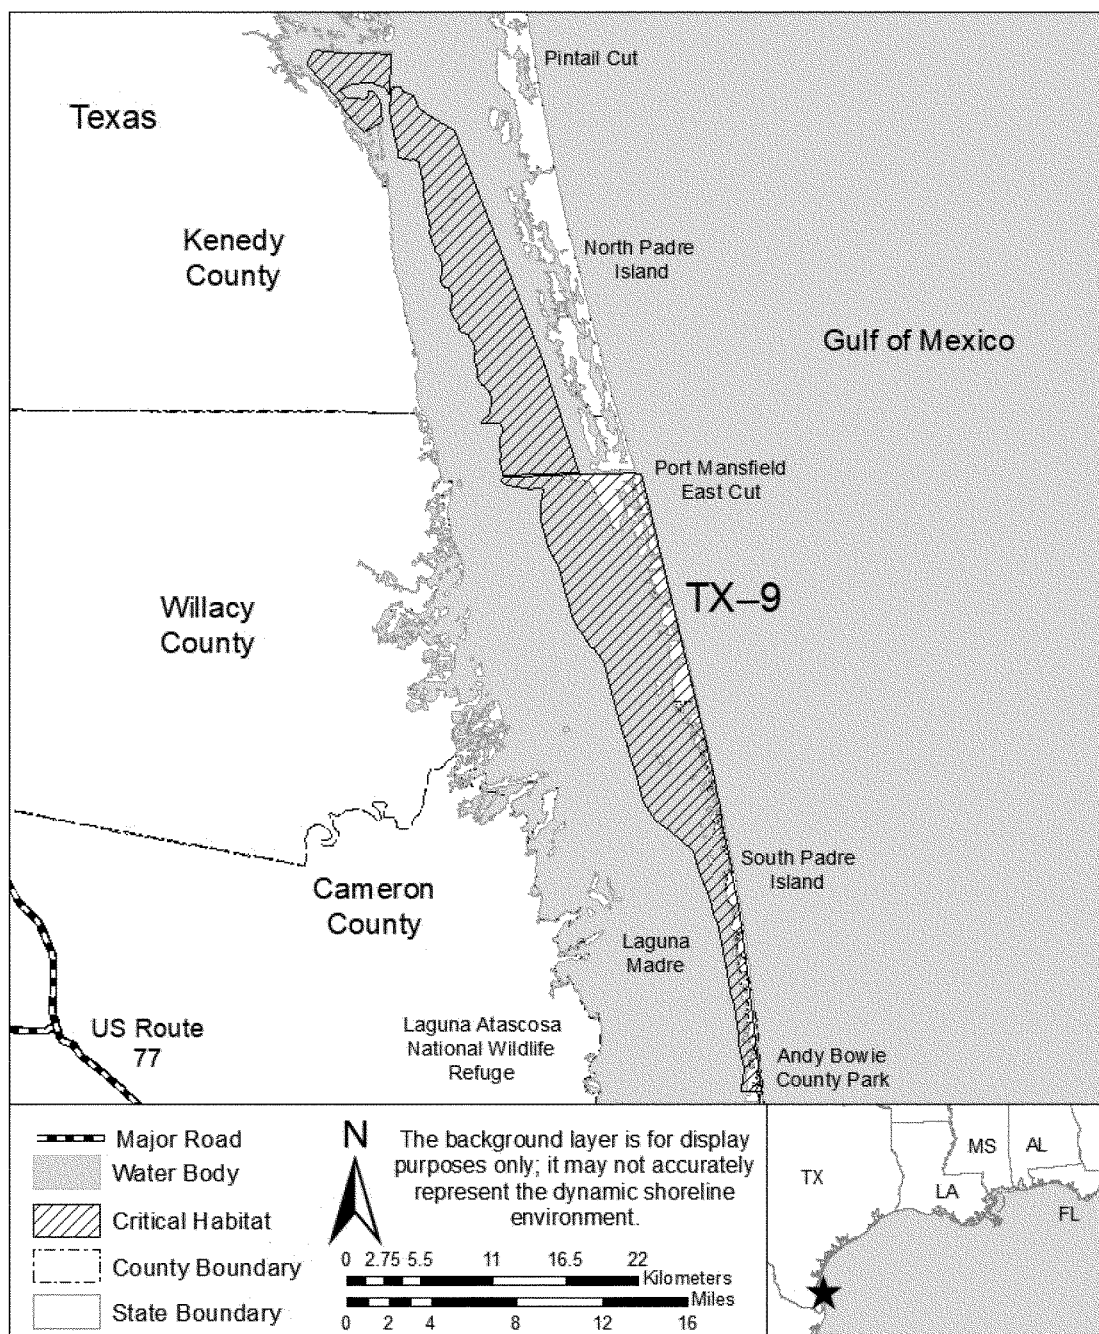 Pintail Cut
Texas
Kenedy
County
North Padre
Island
Gulf of Mexico
Port Mansfield
East Cut
TX–9
Willacy
County
South Padre
Island
Cameron
County
Laguna
Madre
US Route
77
Laguna Atascosa
National Wildlife
Refuge
Andy Bowie
County Park
Major Road
Water Body
Critical Habitat
County Boundary
State Boundary
N
The background layer is for display
purposes only; it may not accurately
represent the dynamic shoreline
environment.
0 2.75 5.5 11 16.5 22
Kilometers
Miles
0 2 4 8 12 16
TX
LA
MS
AL
FL